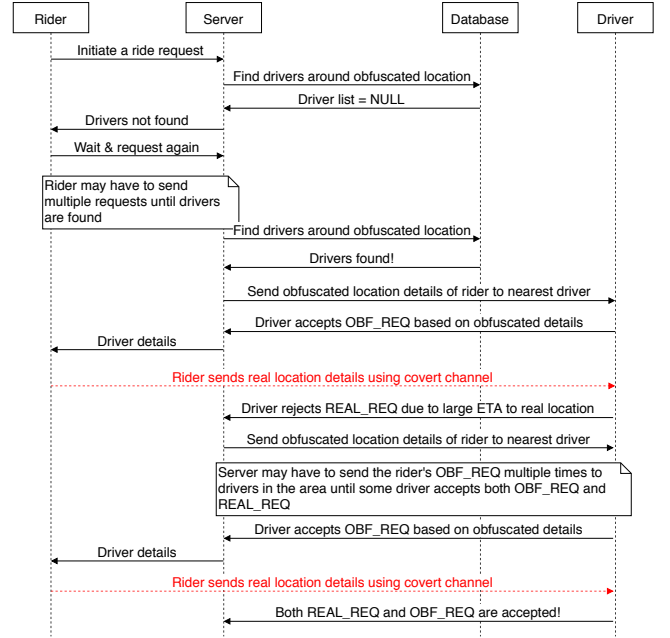 Rider
Server
Database
Driver
Initiate a ride request
Find drivers around obfuscated location
Driver list = NULL
Drivers not found
Wait & request again
Rider may have to send
multiple requests until drivers
are found
Find drivers around obfuscated location
Drivers found!
Send obfuscated location details of rider to nearest driver
Driver accepts OBF_REQ based on obfuscated details
Driver details
Rider sends real location details using covert channel
Driver rejects REAL_REQ due to large ETA to real location
Send obfuscated location details of rider to nearest driver
Server may have to send the rider's OBF_REQ multiple times to
drivers in the area until some driver accepts both OBF_REQ and
REAL_REQ
Driver accepts OBF_REQ based on obfuscated details
Driver details
Rider sends real location details using covert channel
Both REAL_REQ and OBF_REQ are accepted!